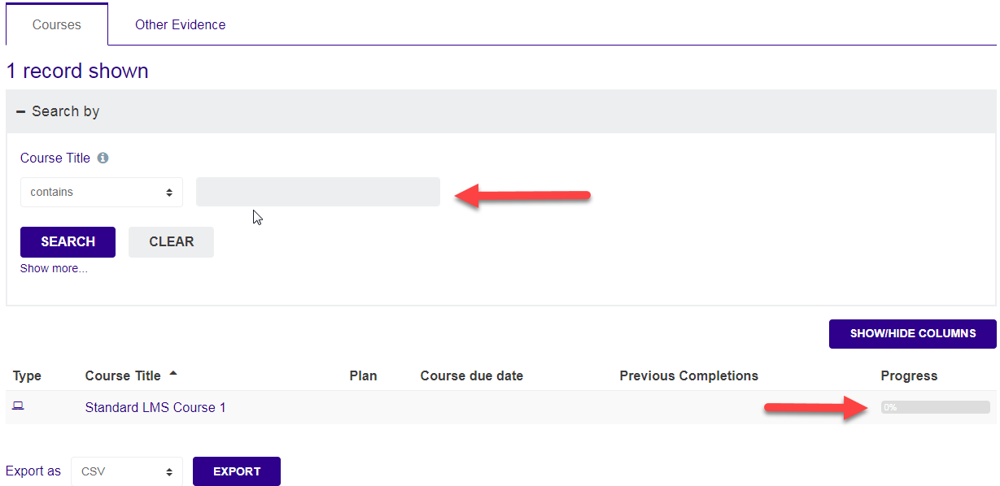 Courses Other Evidence
1 record shown
Search by
Course Title
contains
SEARCH CLEAR
Show more...
SHOW/HIDE COLUMNS
Type Course Title Plan Course due date Previous Completions Progress
Standard LMS Course 1 0%
Export as CSV EXPORT